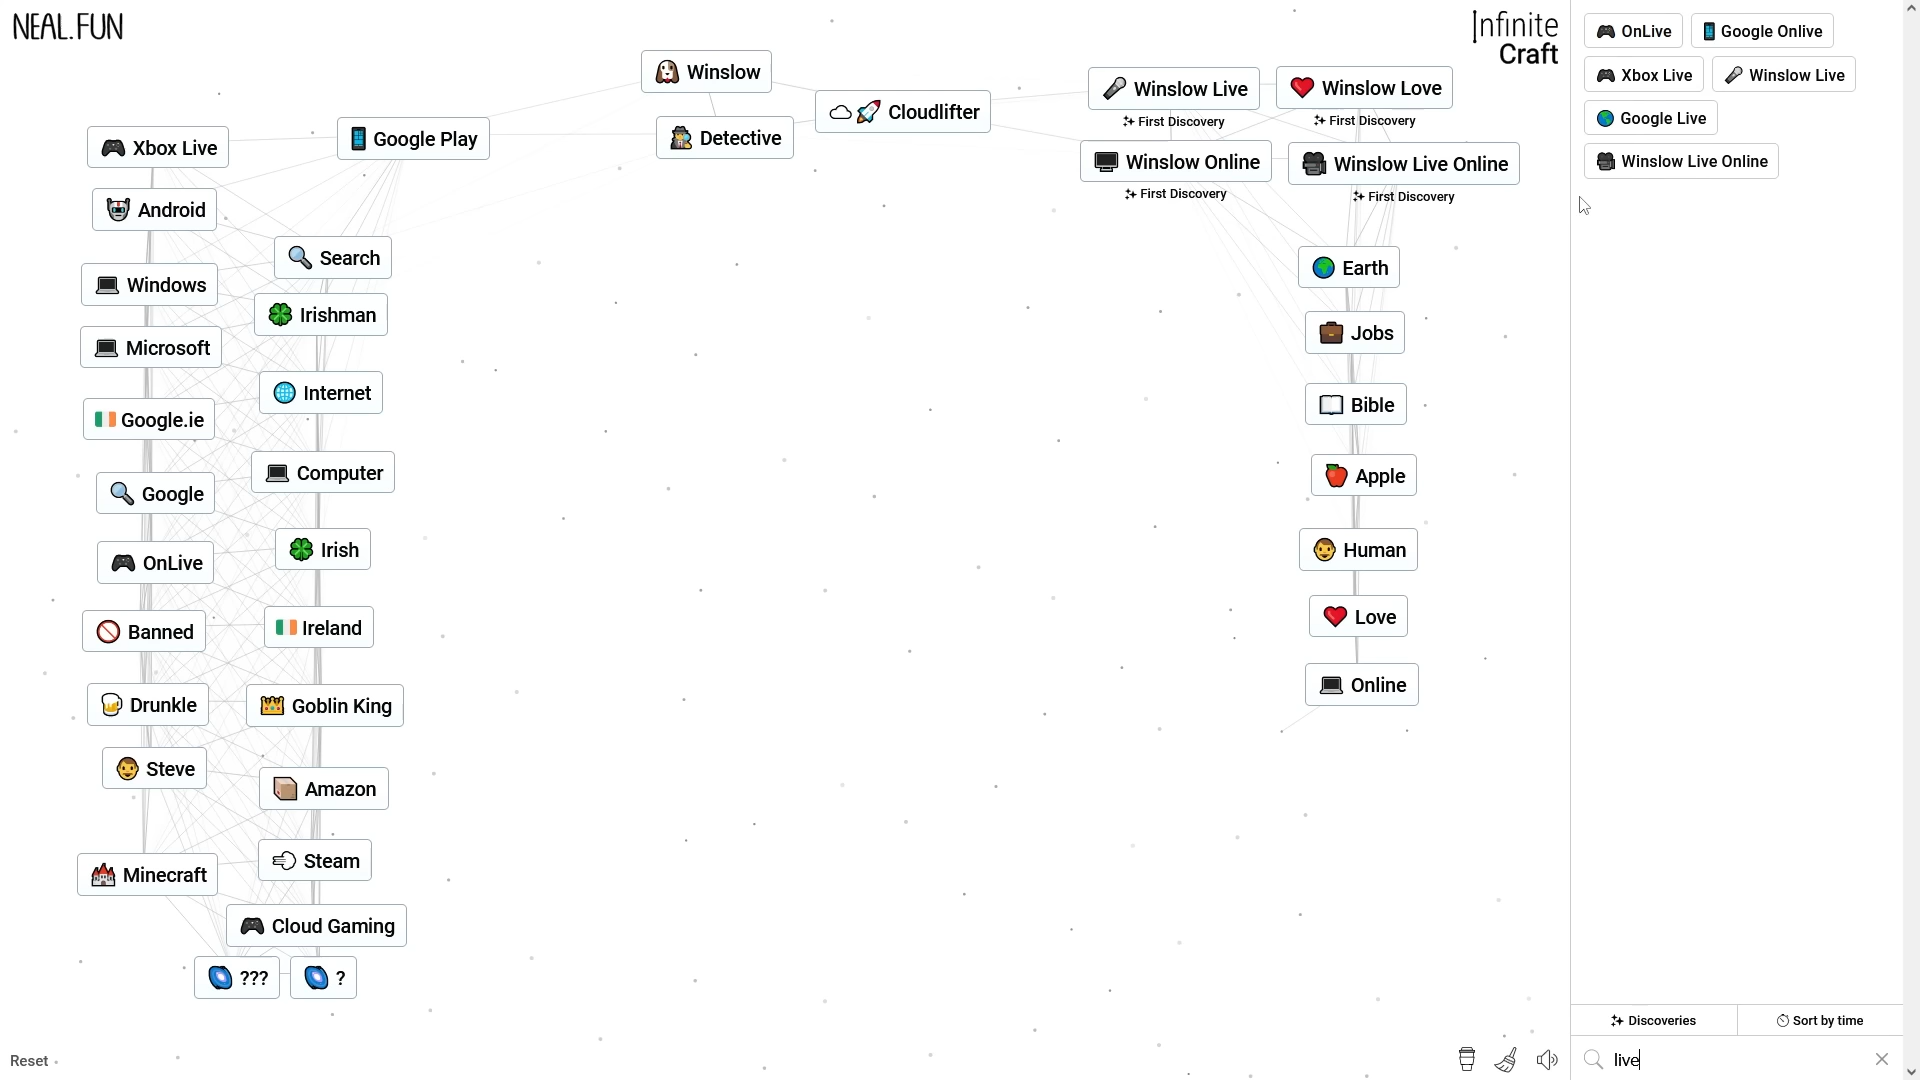 NEAL.FUN
Infinite
Craft
Winslow
Cloudlifter
Detective
Winslow Live
First Discovery
Winslow Love
First Discovery
Winslow Online
First Discovery
Winslow Live Online
First Discovery
Xbox Live
Google Play
Android
Search
Windows
Irishman
Microsoft
Internet
Google.ie
Computer
Google
Irish
OnLive
Ireland
Banned
Goblin King
Drunkle
Amazon
Steve
Steam
Minecraft
Cloud Gaming
???
?
Earth
Jobs
Bible
Apple
Human
Love
Online
OnLive
Google Onlive
Xbox Live
Winslow Live
Google Live
Winslow Live Online
Discoveries
Sort by time
live
Reset